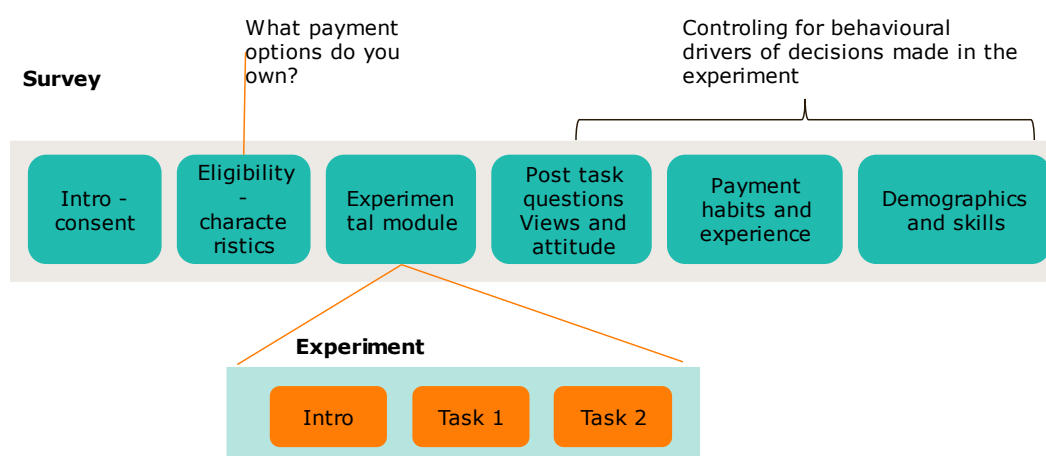 What payment
options do you
own?
Controling for behavioural
drivers of decisions made in the
experiment
Survey
Intro -
consent
Eligibility
-
characte
ristics
Experimen
tal module
Post task
questions
Views and
attitude
Payment
habits and
experience
Demographics
and skills
Experiment
Intro
Task 1
Task 2